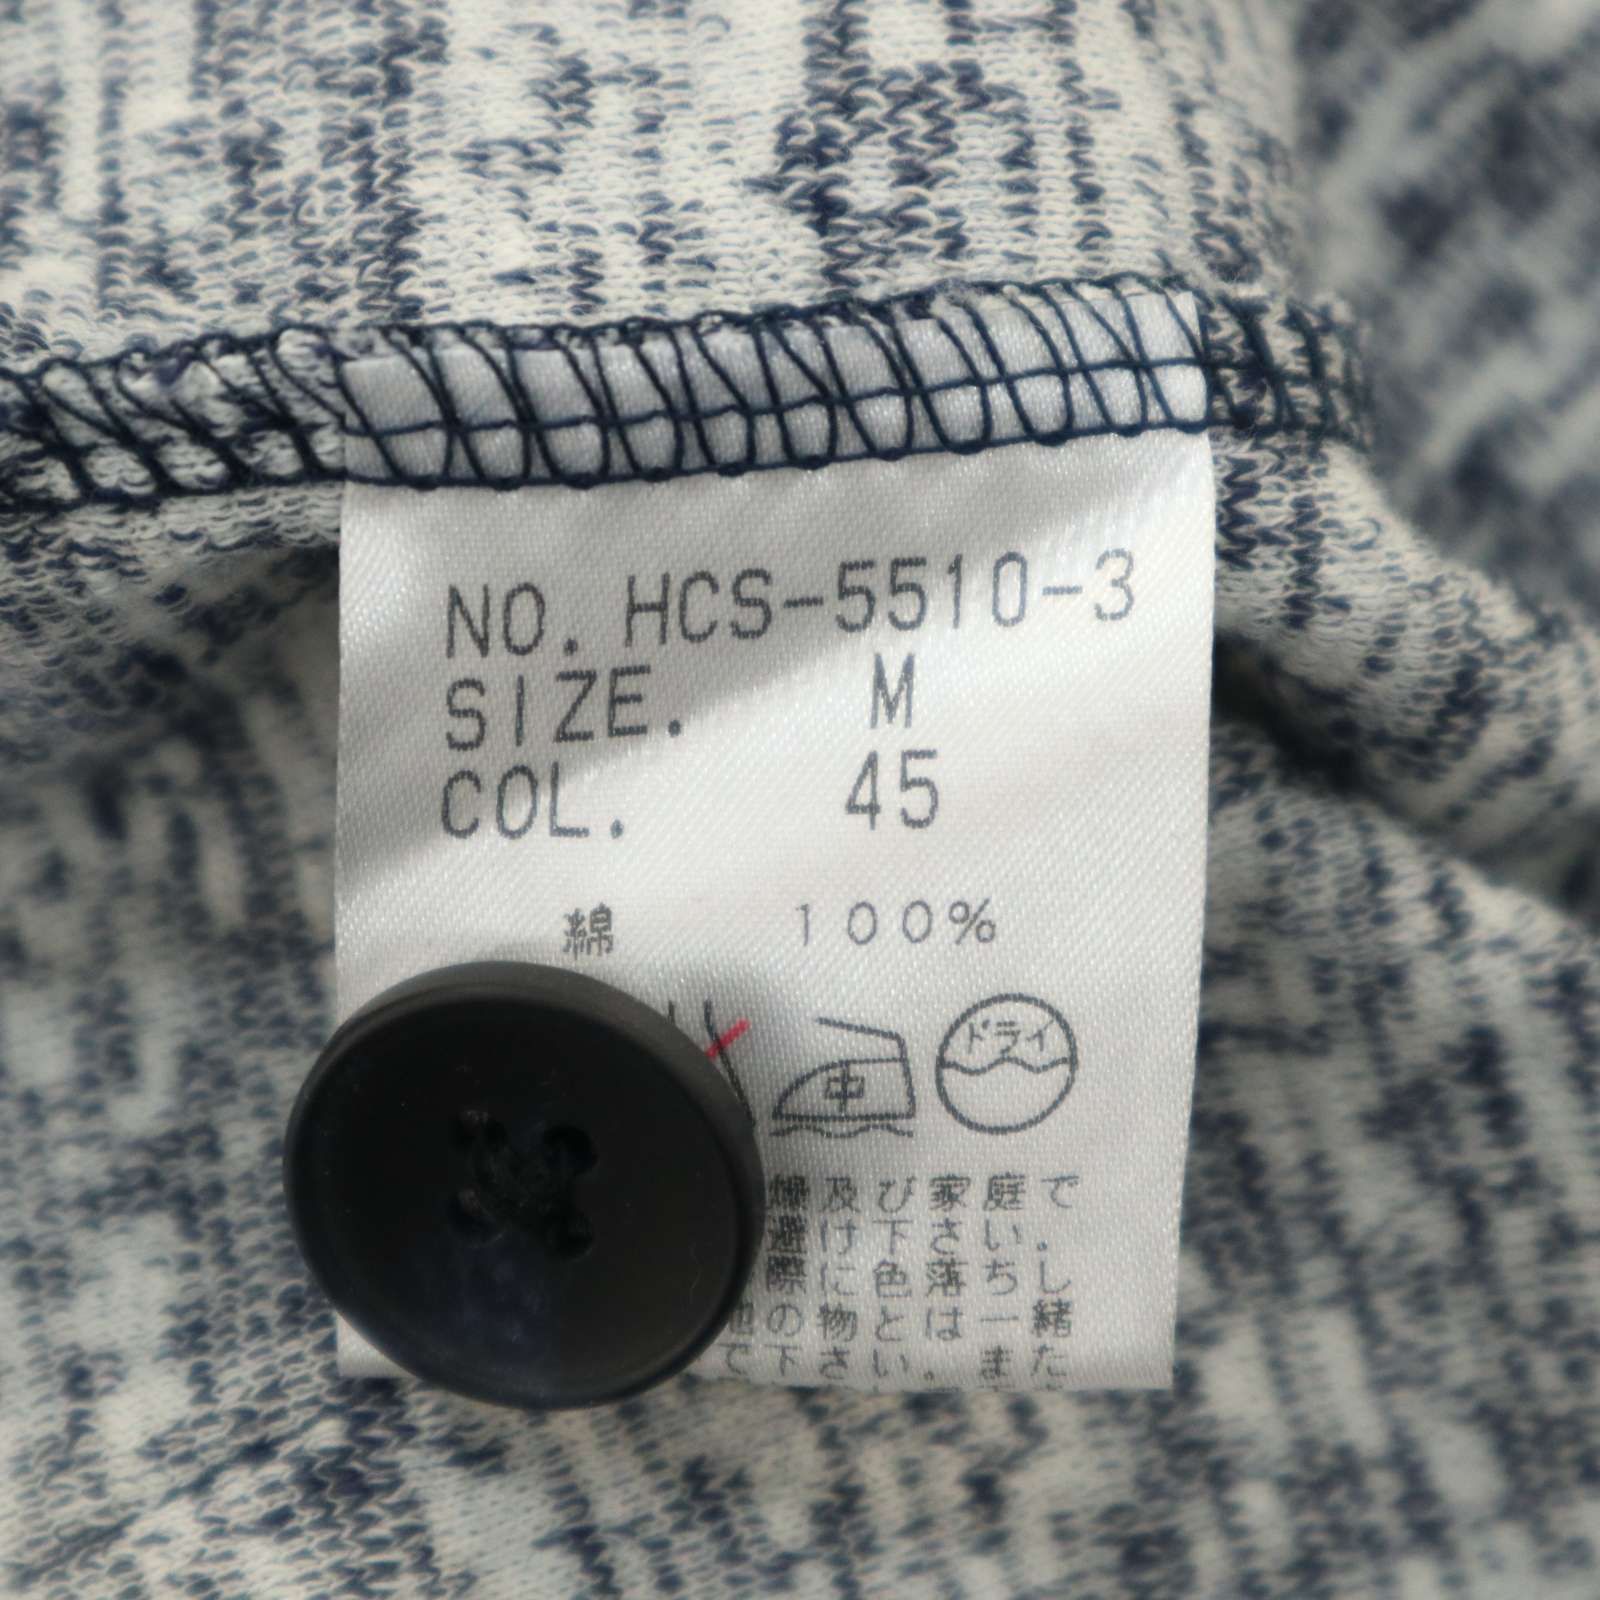 NO. HCS-5510-3
SIZE. M
COL. 45
綿 100%
中 ドライ
燥及び家庭で
避け下さい.
際に色落ちし
他の物とは一緒
て下さい. また